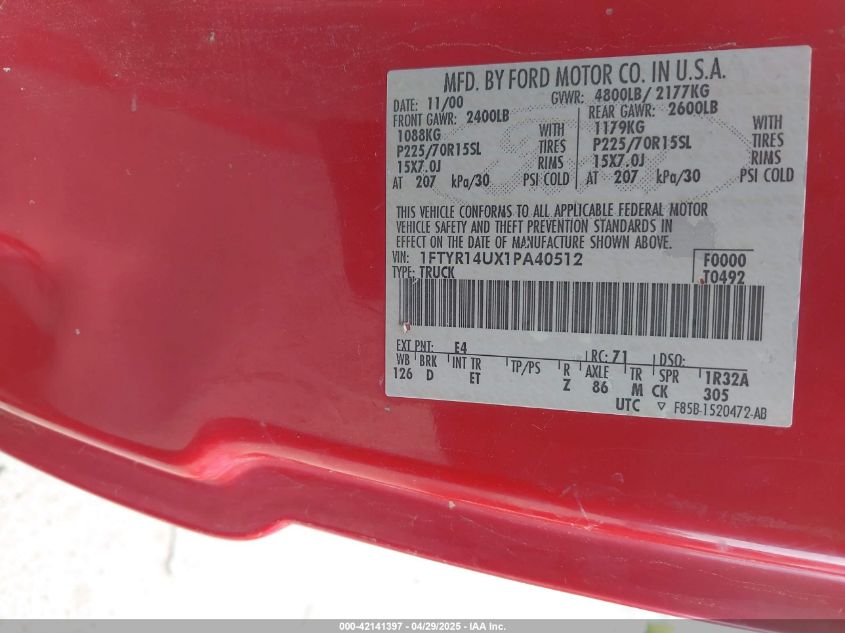 MFD. BY FORD MOTOR CO. IN U.S.A.
DATE: 11/00 GVWR: 4800LB/ 2177KG
FRONT GAWR: 2400LB REAR GAWR: 2600LB
1088KG WITH 1179KG WITH
P225/70R15SL TIRES P225/70R15SL TIRES
15X7.0J RIMS 15X7.0J RIMS
AT 207 kPa/30 PSI COLD AT 207 kPa/30 PSI COLD
THIS VEHICLE CONFORMS TO ALL APPLICABLE FEDERAL MOTOR
VEHICLE SAFETY AND THEFT PREVENTION STANDARDS IN
EFFECT ON THE DATE OF MANUFACTURE SHOWN ABOVE.
VIN: 1FTYR14UX1PA40512 F0000
TYPE: TRUCK T0492
EXT PNT: E4 RC: 71 DSO:
WB BRK INT TR TP/PS R AXLE TR SPR 1R32A
126 D ET Z 86 M CK 305
UTC ▽ F85B-1520472-AB
000-42141397 - 04/29/2025 - IAA Inc.